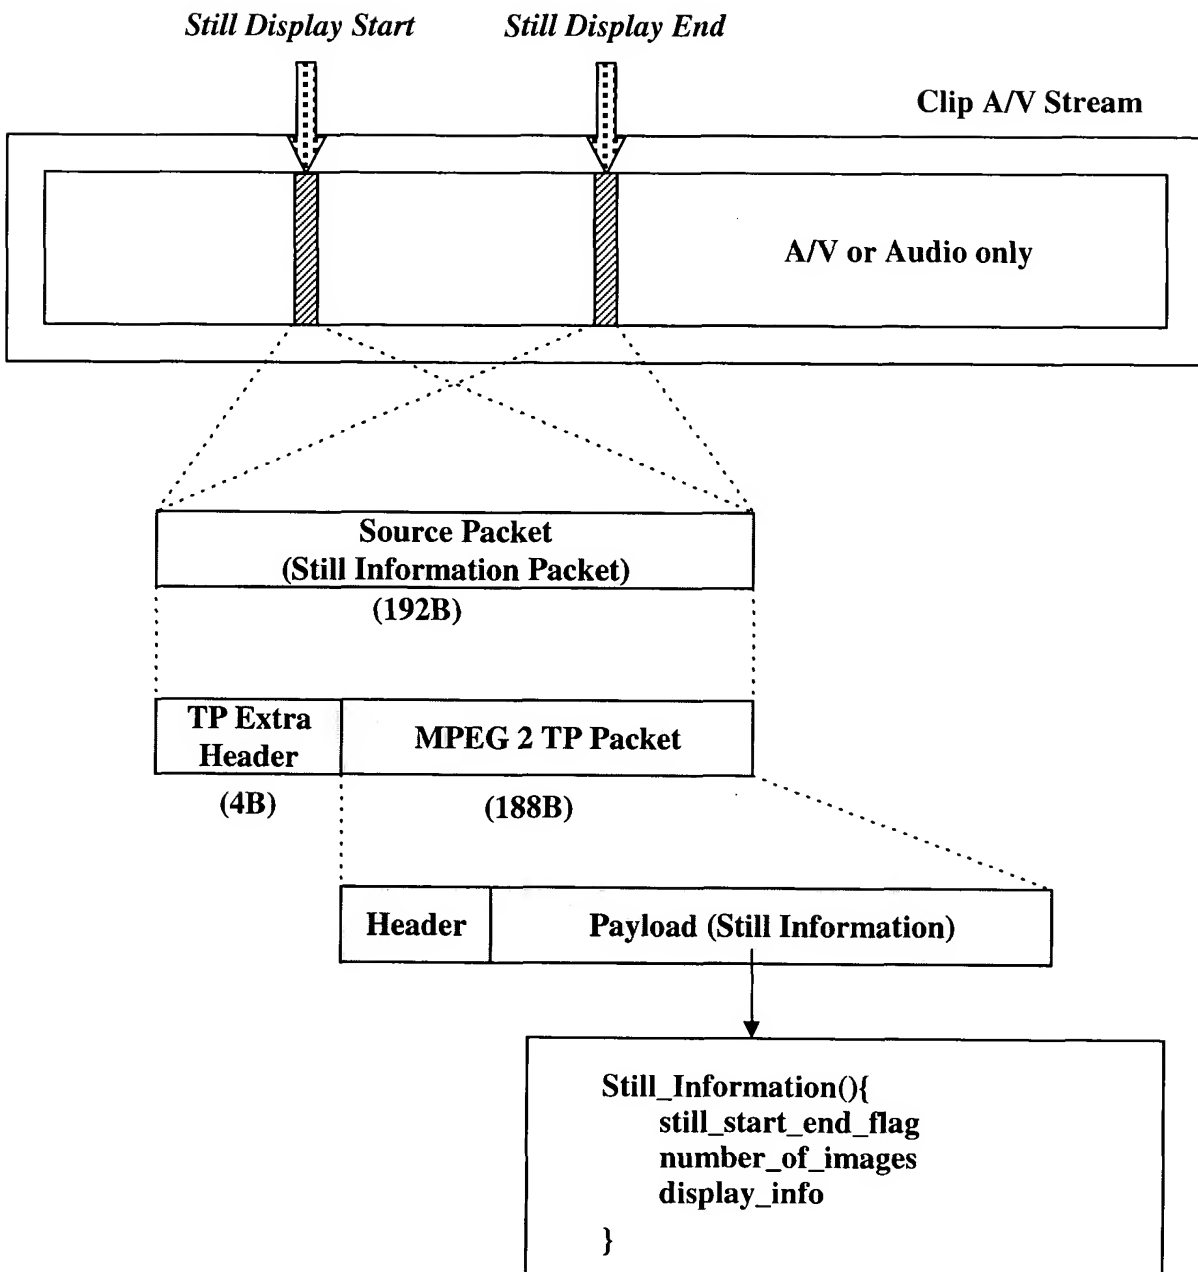 Still Display Start
Still Display End
Clip A/V Stream
A/V or Audio only
Source Packet
(Still Information Packet)
(192B)
TP Extra
Header
MPEG 2 TP Packet
(4B)
(188B)
Header
Payload (Still Information)
Still_Information(){
still_start_end_flag
number_of_images
display_info
}